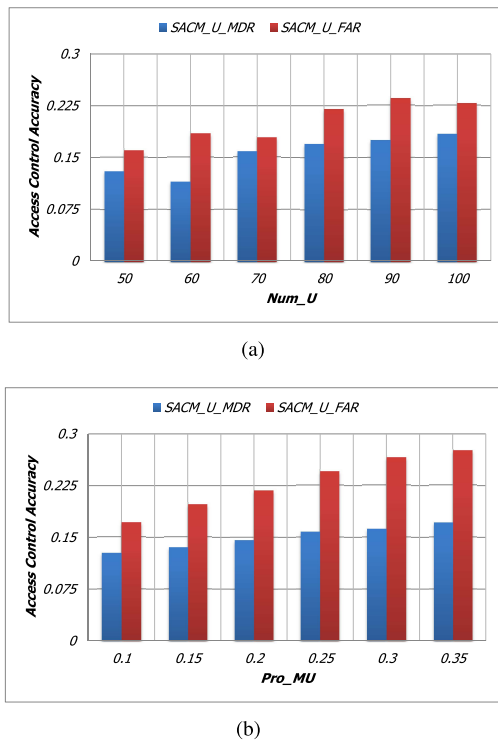 SACM_U_MDR SACM_U_FAR
0.3
0.225
0.15
0.075
0
Access Control Accuracy
50 60 70 80 90 100
Num_U
(a)
SACM_U_MDR SACM_U_FAR
0.3
0.225
0.15
0.075
0
Access Control Accuracy
0.1 0.15 0.2 0.25 0.3 0.35
Pro_MU
(b)